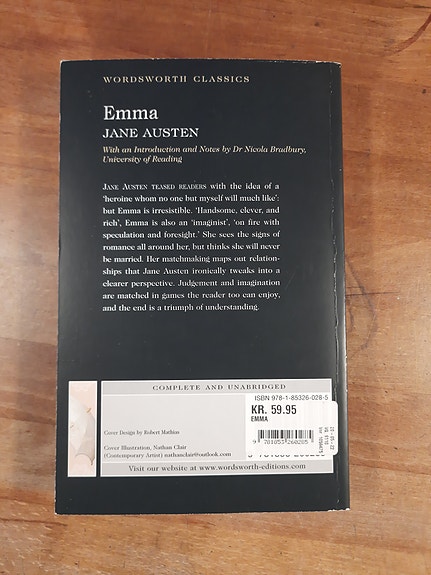 WORDSWORTH CLASSICS
Emma
JANE AUSTEN
With an Introduction and Notes by Dr Nicola Bradbury,
University of Reading
JANE AUSTEN TEASED READERS with the idea of a
'heroine whom no one but myself will much like';
but Emma is irresistible. 'Handsome, clever, and
rich', Emma is also an 'imaginist', 'on fire with
speculation and foresight.' She sees the signs of
romance all around her, but thinks she will never
be married. Her matchmaking maps out relation-
ships that Jane Austen ironically tweaks into a
clearer perspective. Judgement and imagination
are matched in games the reader too can enjoy,
and the end is a triumph of understanding.
COMPLETE AND UNABRIDGED
ISBN 978-1-85326-028-5
KR. 59.95
EMMA
9 781853 260285
Cover Design by Robert Mathias
Cover Illustration, Nathan Clair
(Contemporary Artist) nathanclair@outlook.com
Visit our website at www.wordsworth-editions.com